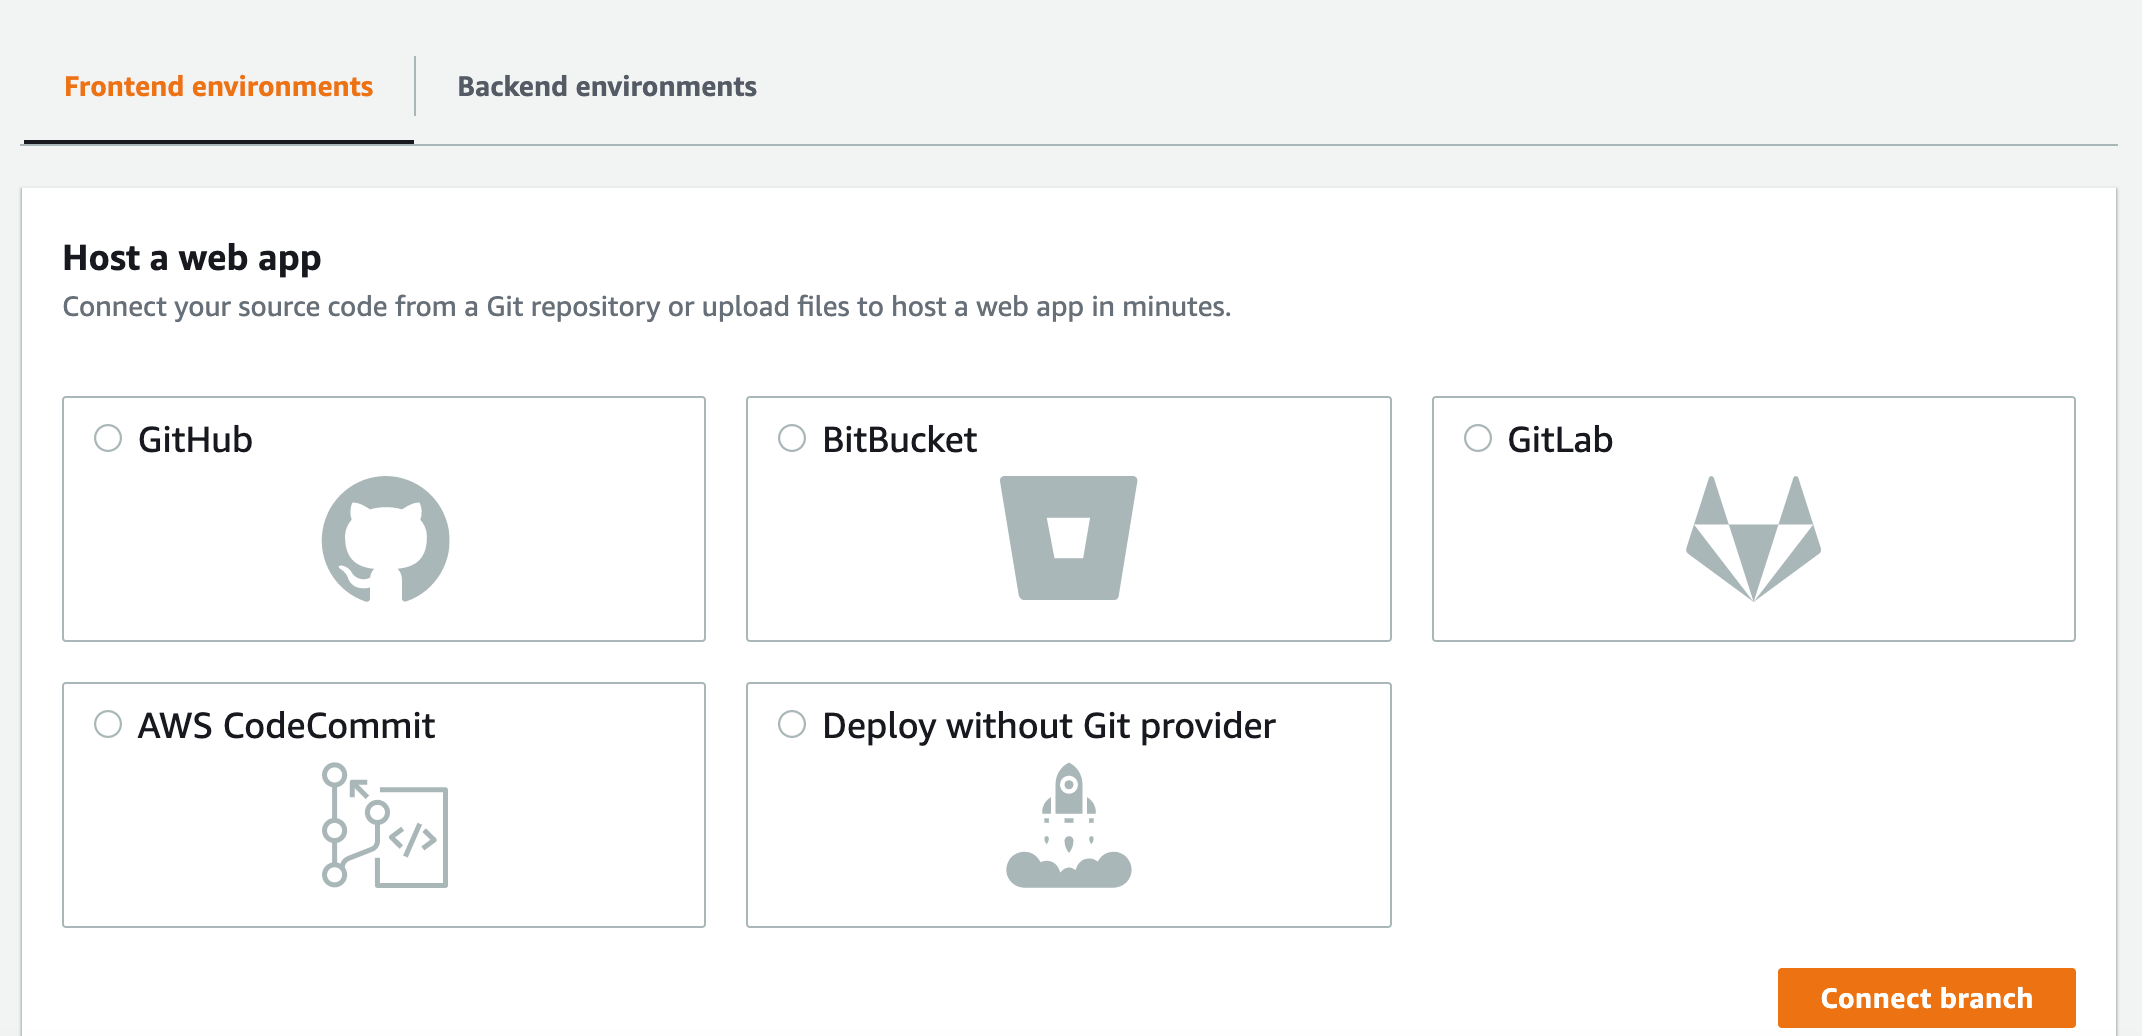 Frontend environments
Backend environments
Host a web app
Connect your source code from a Git repository or upload files to host a web app in minutes.
GitHub
BitBucket
GitLab
AWS CodeCommit
Deploy without Git provider
Connect branch